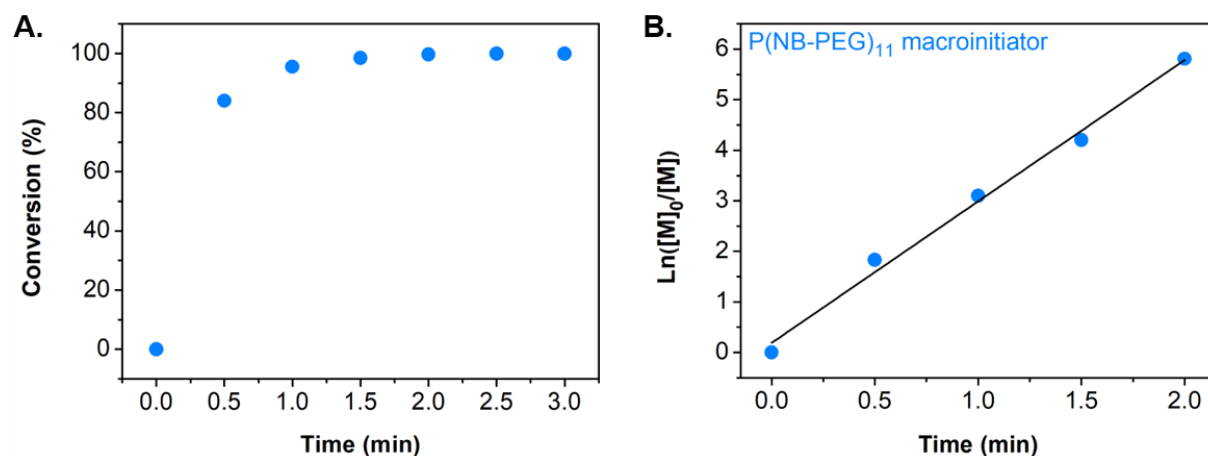 A.
100
80
60
40
20
0
Conversion (%)
0.0 0.5 1.0 1.5 2.0 2.5 3.0
Time (min)
B.
P(NB-PEG)₁₁ macroinitiator
6
5
4
3
2
1
0
Ln([M]₀/[M])
0.0 0.5 1.0 1.5 2.0
Time (min)